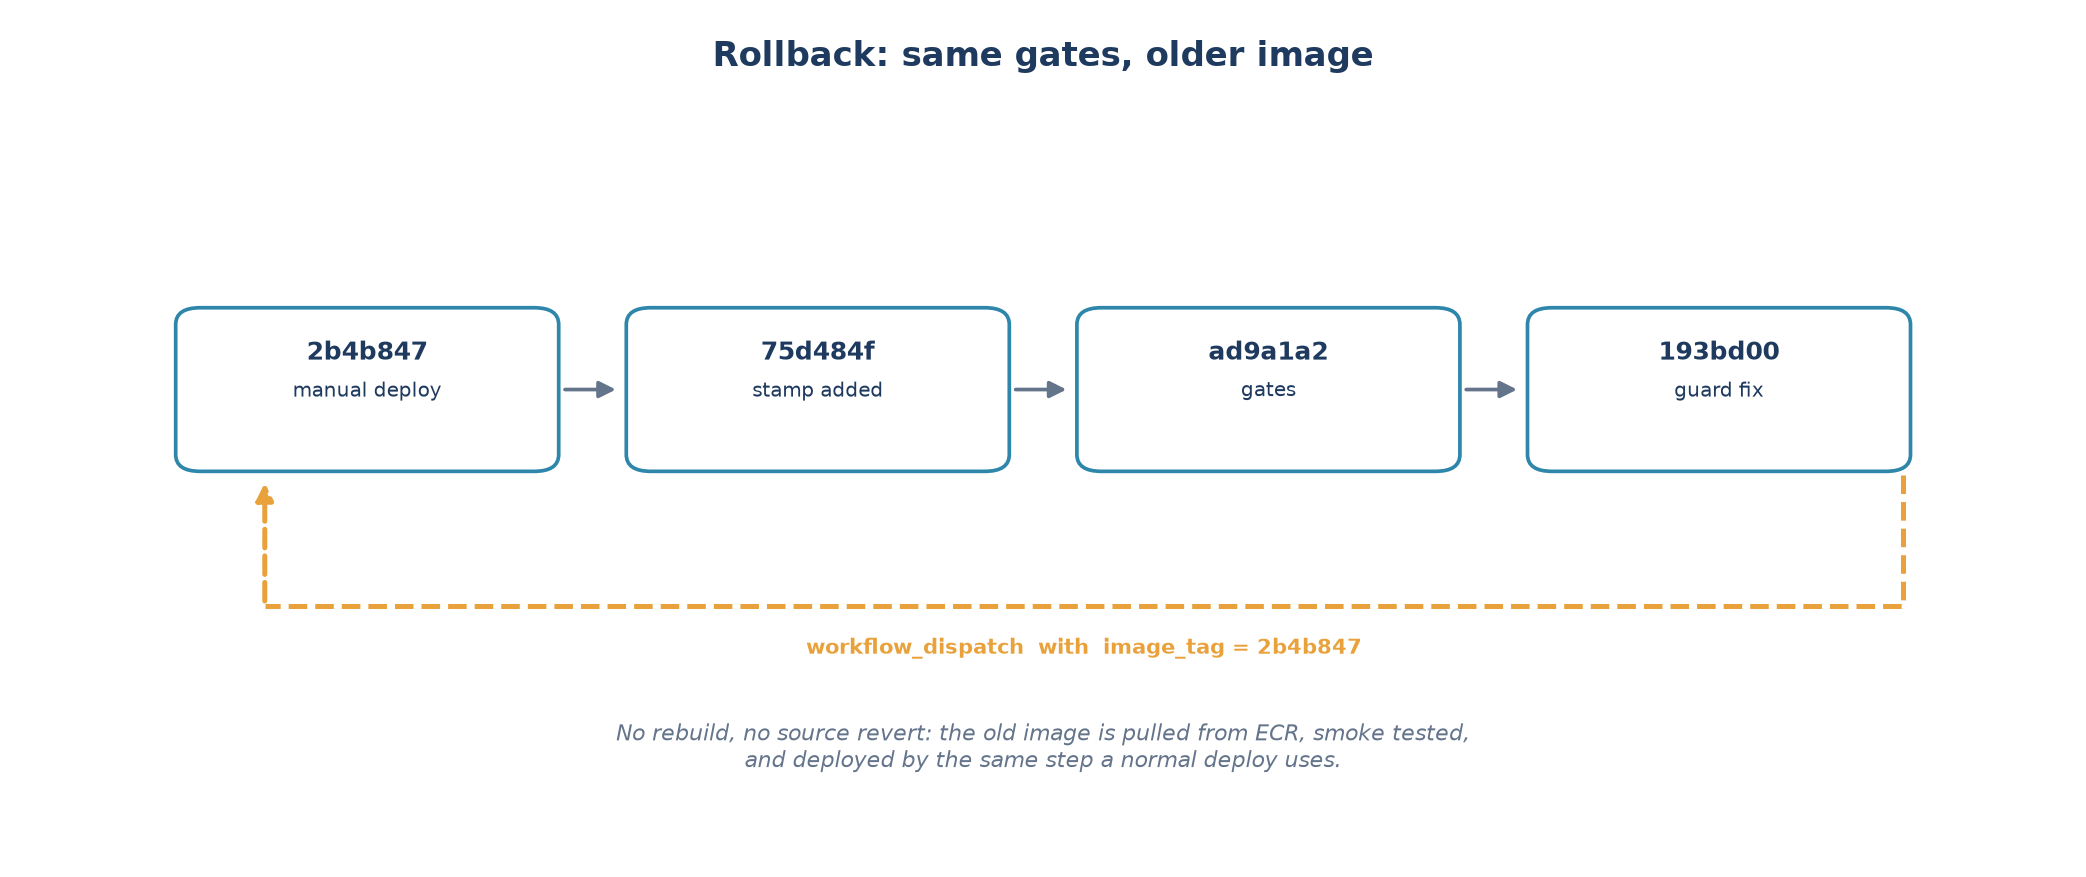 Rollback: same gates, older image
2b4b847
manual deploy
75d484f
stamp added
ad9a1a2
gates
193bd00
guard fix
workflow_dispatch with image_tag = 2b4b847
No rebuild, no source revert: the old image is pulled from ECR, smoke tested,
and deployed by the same step a normal deploy uses.